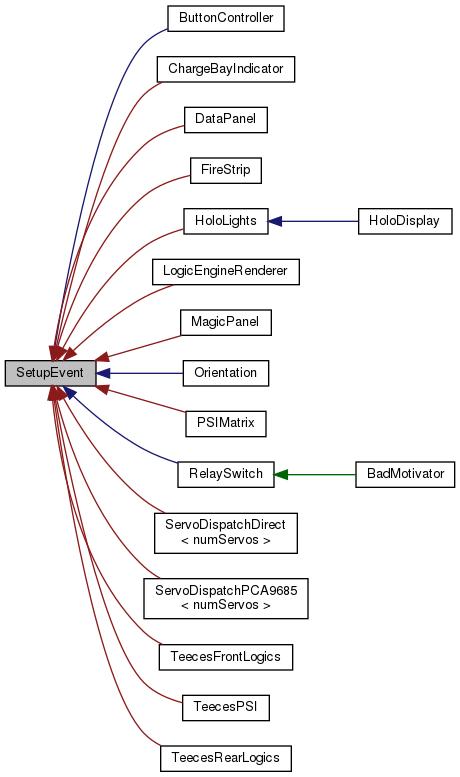 ButtonController
ChargeBayIndicator
DataPanel
FireStrip
HoloLights
HoloDisplay
LogicEngineRenderer
MagicPanel
SetupEvent
Orientation
PSIMatrix
RelaySwitch
BadMotivator
ServoDispatchDirect
< numServos >
ServoDispatchPCA9685
< numServos >
TeecesFrontLogics
TeecesPSI
TeecesRearLogics